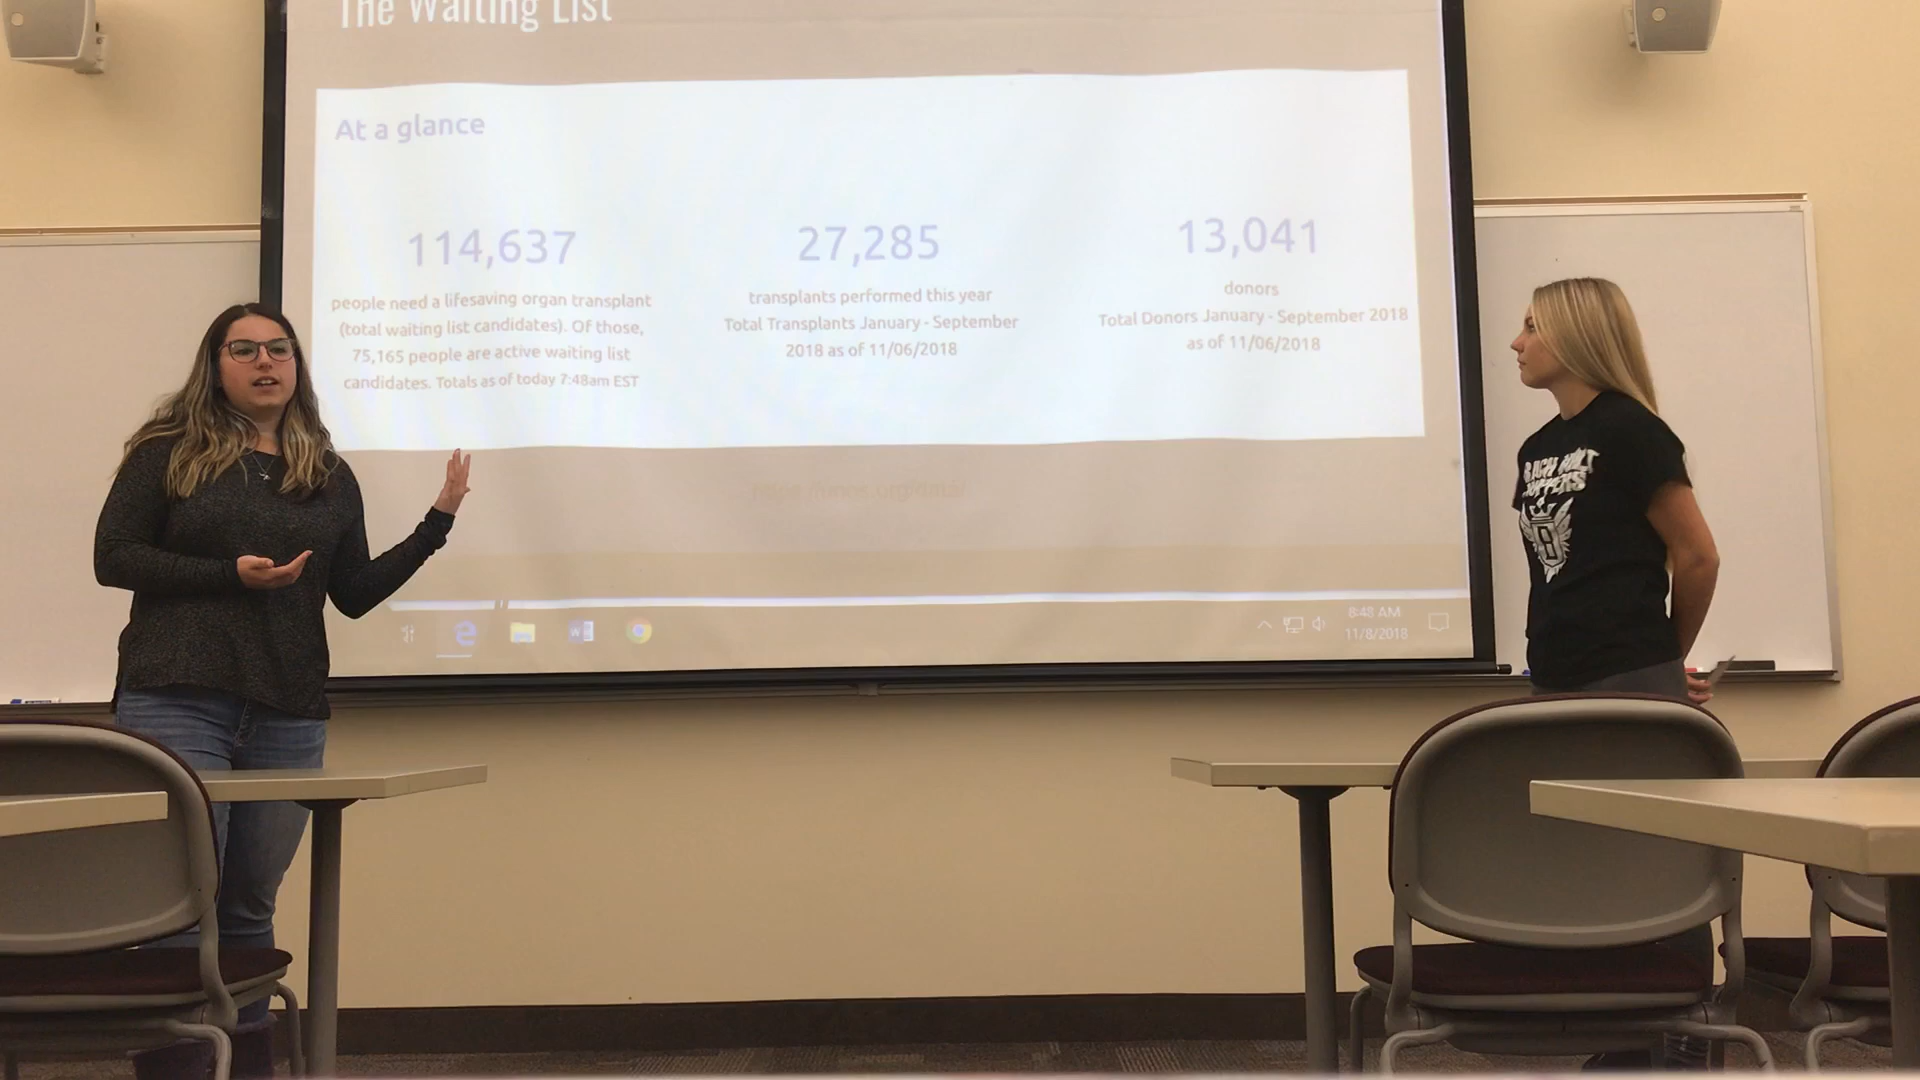 The Waiting List
At a glance
114,637
people need a lifesaving organ transplant
(total waiting list candidates). Of those,
75,165 people are active waiting list
candidates. Totals as of today 7:48am EST
27,285
transplants performed this year
Total Transplants January - September
2018 as of 11/06/2018
13,041
donors
Total Donors January - September 2018
as of 11/06/2018
8:48 AM
11/8/2018
B